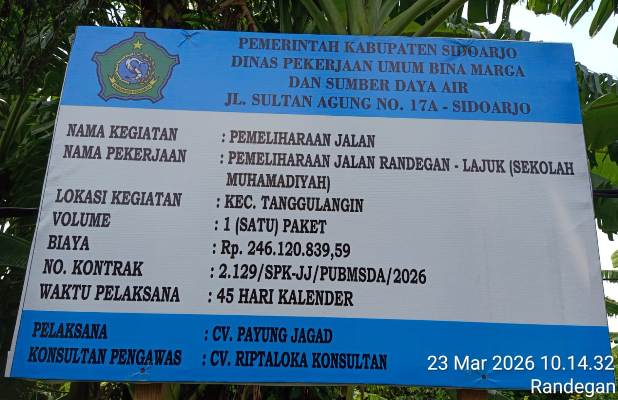 PEMERINTAH KABUPATEN SIDOARJO
DINAS PEKERJAAN UMUM BINA MARGA
DAN SUMBER DAYA AIR
JL. SULTAN AGUNG NO. 17A - SIDOARJO
NAMA KEGIATAN : PEMELIHARAAN JALAN
NAMA PEKERJAAN : PEMELIHARAAN JALAN RANDEGAN - LAJUK (SEKOLAH
MUHAMADIYAH)
LOKASI KEGIATAN : KEC. TANGGULANGIN
VOLUME : 1 (SATU) PAKET
BIAYA : Rp. 246.120.839,59
NO. KONTRAK : 2.129/SPK-JJ/PUBMSDA/2026
WAKTU PELAKSANA : 45 HARI KALENDER
PELAKSANA : CV. PAYUNG JAGAD
KONSULTAN PENGAWAS : CV. RIPTALOKA KONSULTAN
23 Mar 2026 10.14.32
Randegan